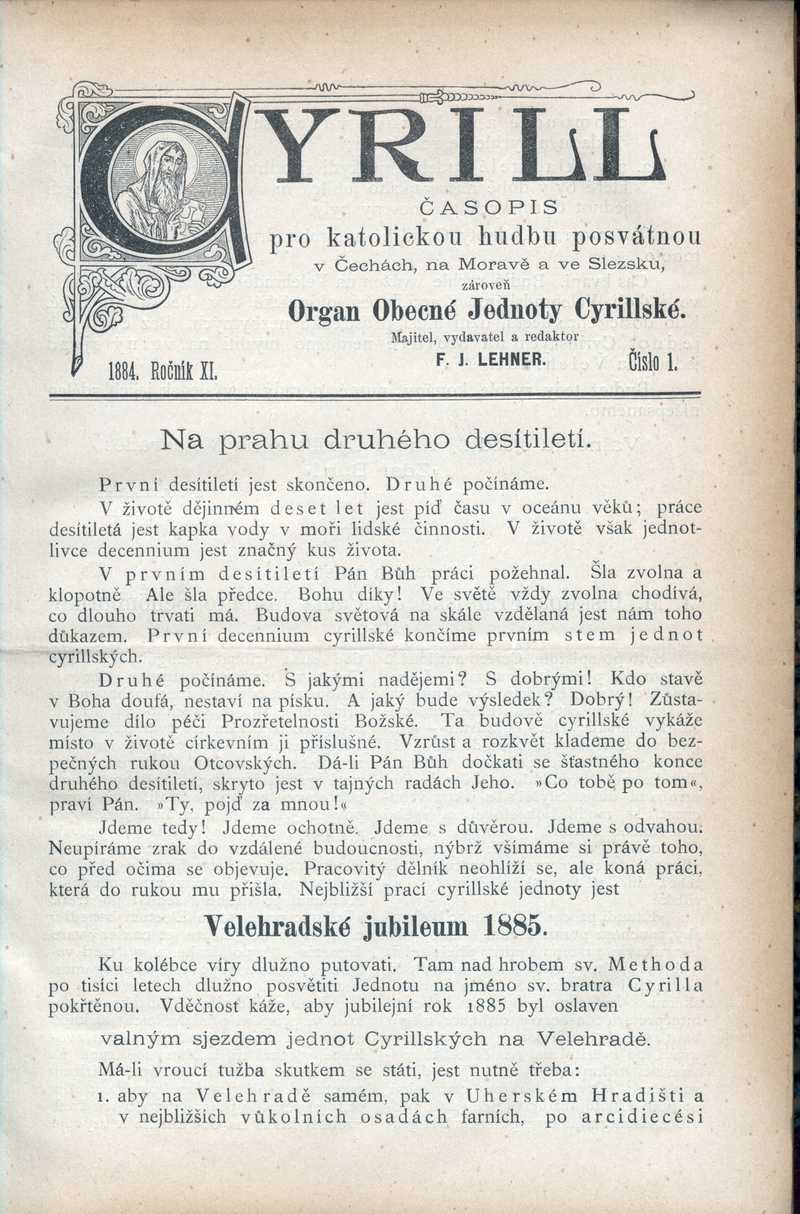 CYRILL
ČASOPIS
pro katolickou hudbu posvátnou
v Čechách, na Moravě a ve Slezsku,
zároveň
Organ Obecné Jednoty Cyrillské.
Majitel, vydavatel a redaktor
1884. Ročník XI.
F. J. LEHNER.
Číslo 1.
Na prahu druhého desítiletí.
První desítiletí jest skončeno. Druhé počínáme.
V životě dějinném deset let jest píď času v oceánu věků; práce
desítiletá jest kapka vody v moři lidské činnosti. V životě však jednot-
livce decennium jest značný kus života.
V prvním desítiletí Pán Bůh práci požehnal. Šla zvolna a
klopotně Ale šla předce. Bohu díky! Ve světě vždy zvolna chodívá,
co dlouho trvati má. Budova světová na skále vzdělaná jest nám toho
důkazem. První decennium cyrillské končíme prvním stem jednot
cyrillských.
Druhé počínáme. S jakými nadějemi? S dobrými! Kdo stavě
v Boha doufá, nestaví na písku. A jaký bude výsledek? Dobrý! Zůsta-
vujeme dílo péči Prozřetelnosti Božské. Ta budově cyrillské vykáže
místo v životě církevním ji příslušné. Vzrůst a rozkvět klademe do bez-
pečných rukou Otcovských. Dá-li Pán Bůh dočkati se šťastného konce
druhého desítiletí, skryto jest v tajných radách Jeho. »Co tobě po tom«,
praví Pán. »Ty, pojď za mnou!«
Jdeme tedy! Jdeme ochotně. Jdeme s důvěrou. Jdeme s odvahou.
Neupíráme zrak do vzdálené budoucnosti, nýbrž všímáme si právě toho,
co před očima se objevuje. Pracovitý dělník neohlíží se, ale koná práci,
která do rukou mu přišla. Nejbližší prací cyrillské jednoty jest
Velehradské jubileum 1885.
Ku kolébce víry dlužno putovati. Tam nad hrobem sv. Methoda
po tisíci letech dlužno posvětiti Jednotu na jméno sv. bratra Cyrilla
pokřtěnou. Vděčnost káže, aby jubilejní rok 1885 byl oslaven
valným sjezdem jednot Cyrillských na Velehradě.
Má-li vroucí tužba skutkem se státi, jest nutně třeba:
1. aby na Velehradě samém, pak v Uherském Hradišti a
v nejbližších vůkolních osadách farních, po arcidiecési